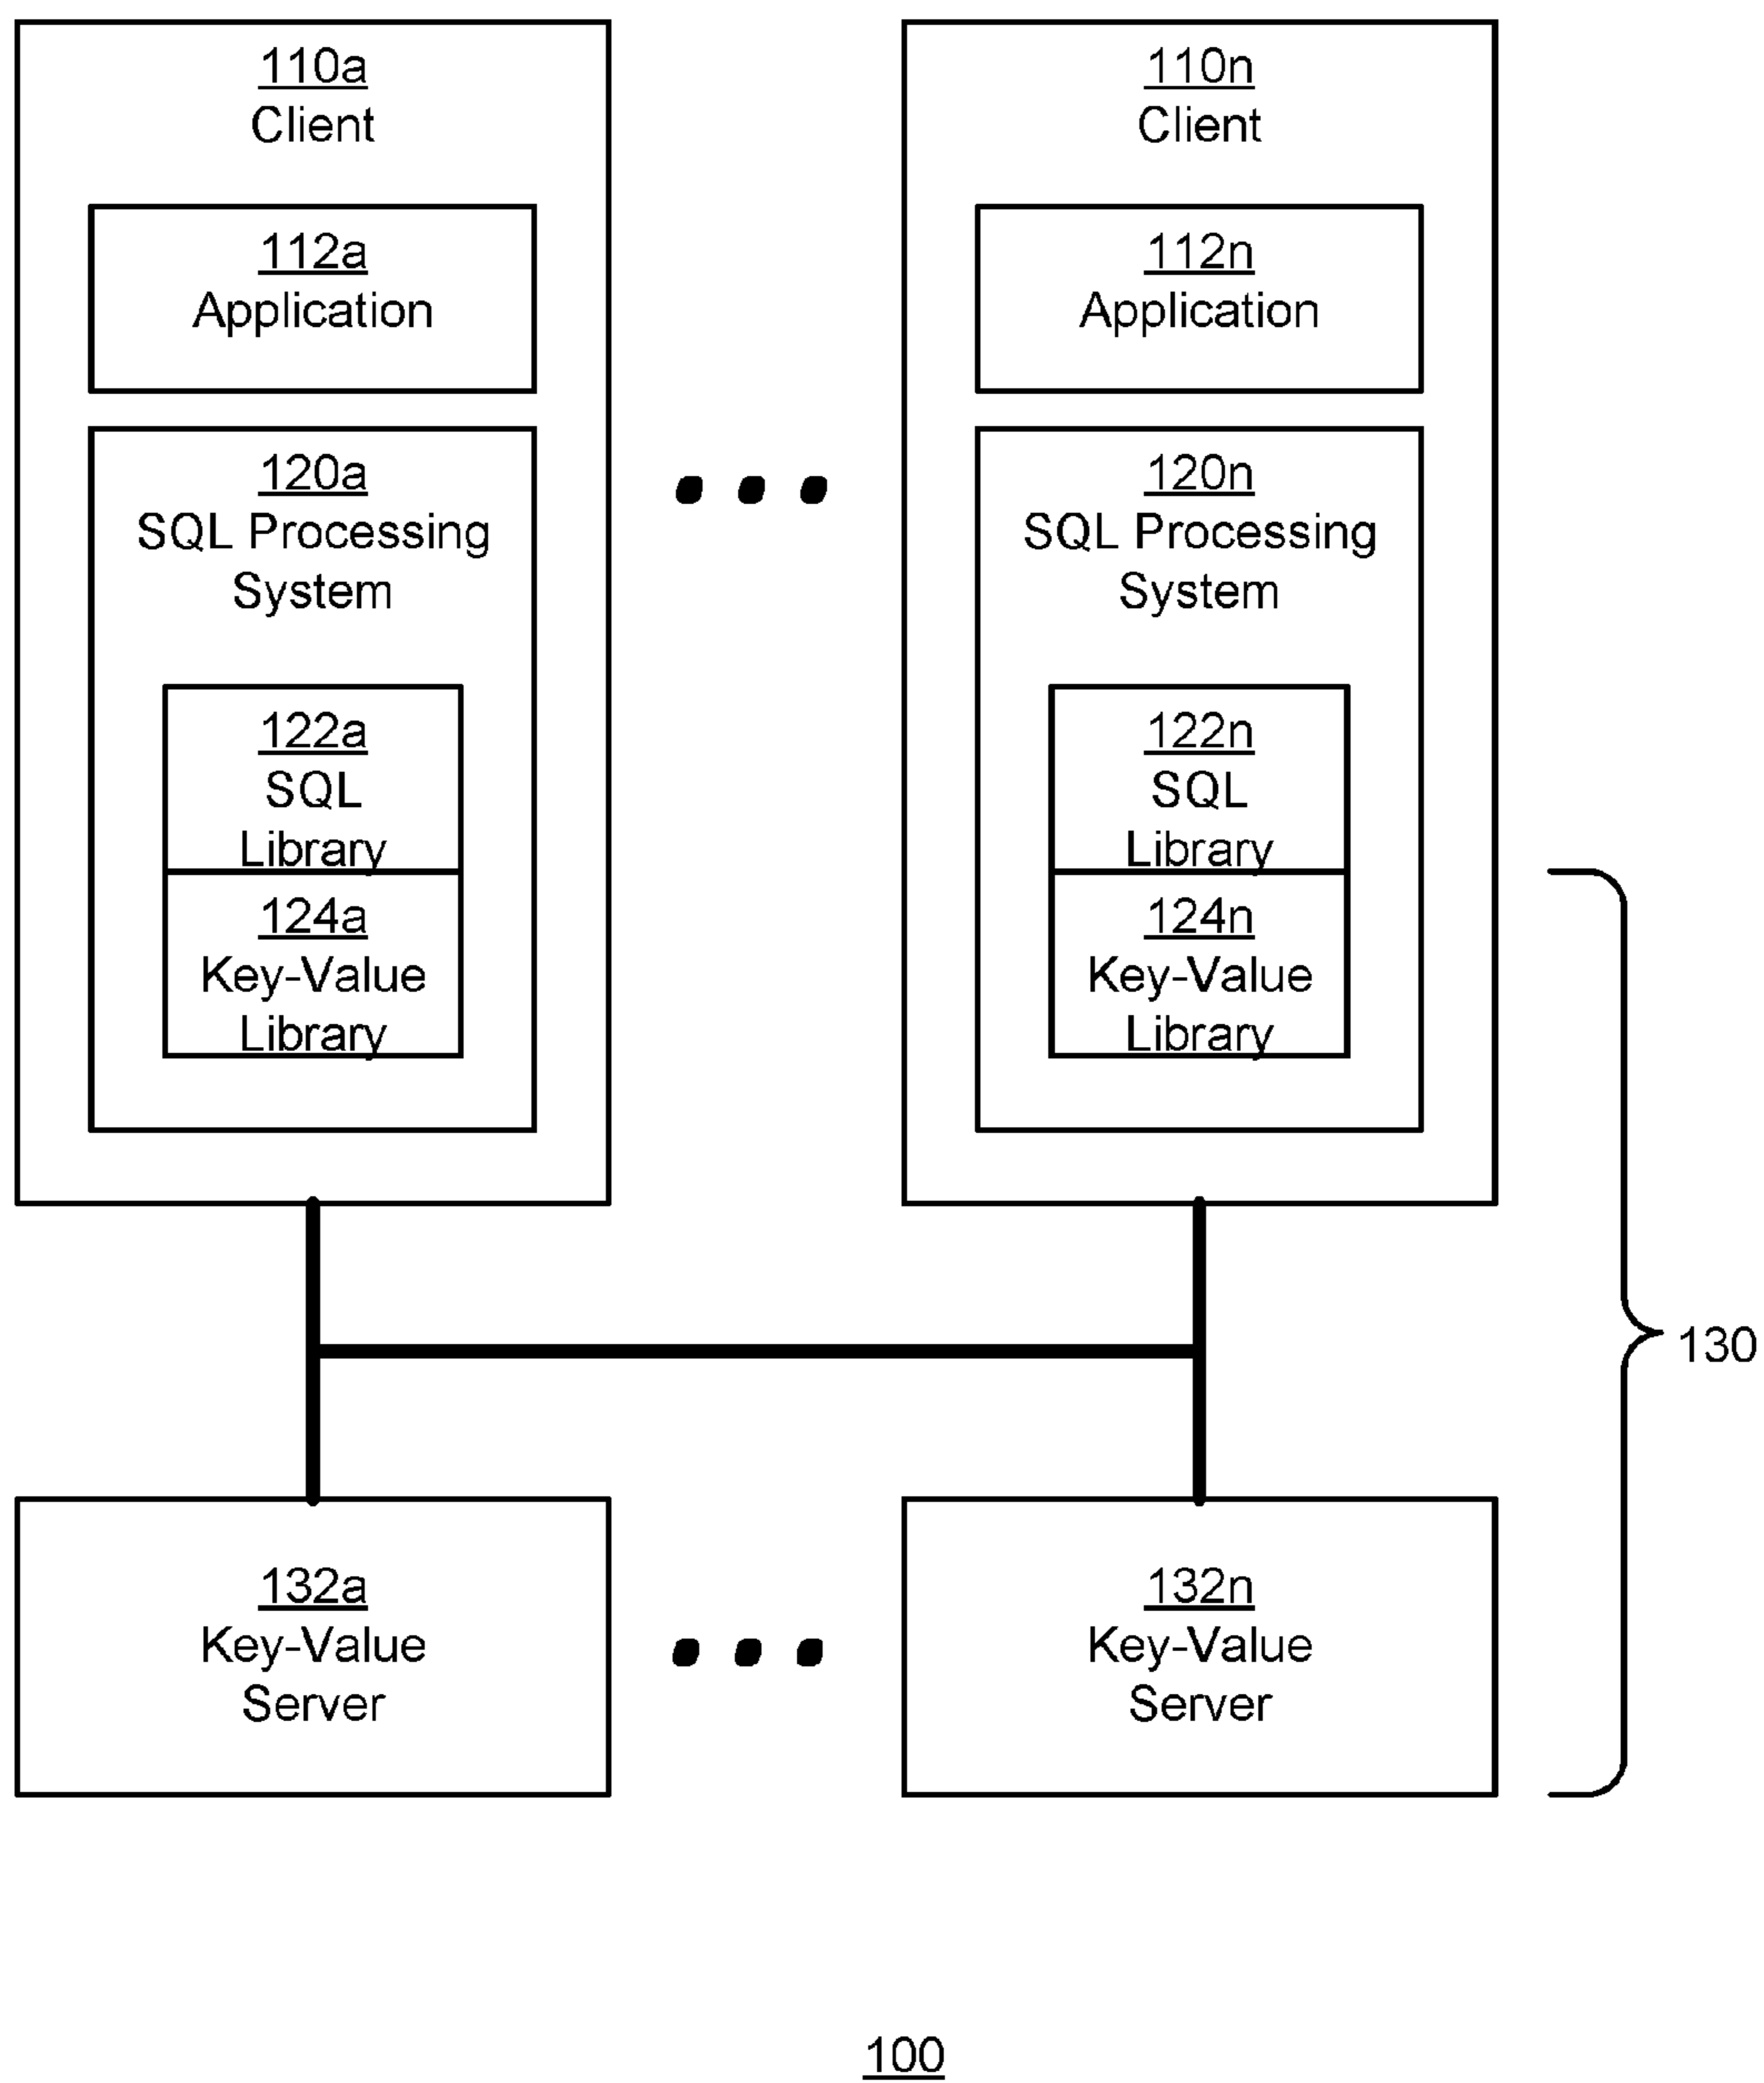 110a
Client
112a
Application
120a
SQL Processing
System
122a
SQL
Library
124a
Key-Value
Library
110n
Client
112n
Application
120n
SQL Processing
System
122n
SQL
Library
124n
Key-Value
Library
130
132a
Key-Value
Server
132n
Key-Value
Server
100